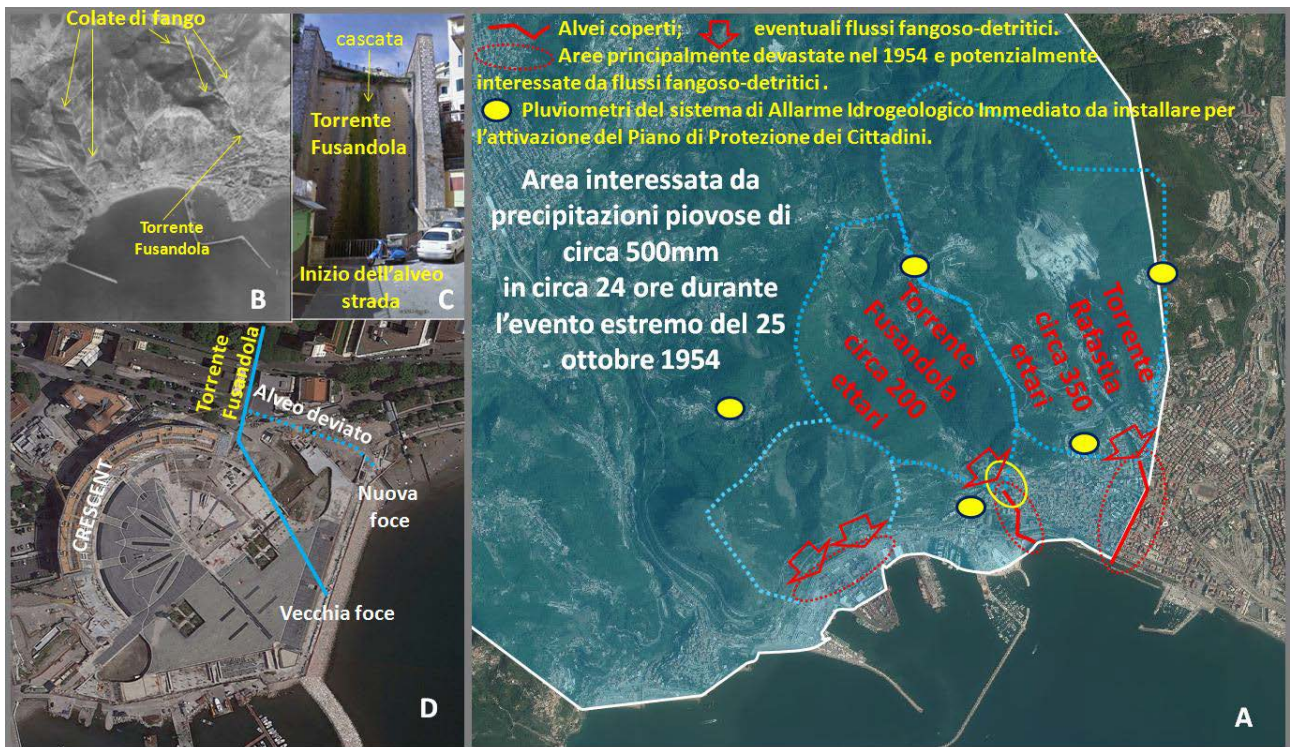 Colate di fango
Torrente
Fusandola
B
cascata
Torrente
Fusandola
Inizio dell'alveo
strada
C
Alvei coperti; eventuali flussi fangoso-detritici.
Aree principalmente devastate nel 1954 e potenzialmente
interessate da flussi fangoso-detritici .
Pluviometri del sistema di Allarme Idrogeologico Immediato da installare per
l'attivazione del Piano di Protezione dei Cittadini.
Area interessata da
precipitazioni piovose di
circa 500mm
in circa 24 ore durante
l'evento estremo del 25
ottobre 1954
Torrente
Fusandola
circa 200
ettari
Torrente
Rafastia
circa 350
ettari
A
Torrente
Fusandola
Alveo deviato
CRESCENT
Nuova
foce
Vecchia foce
D